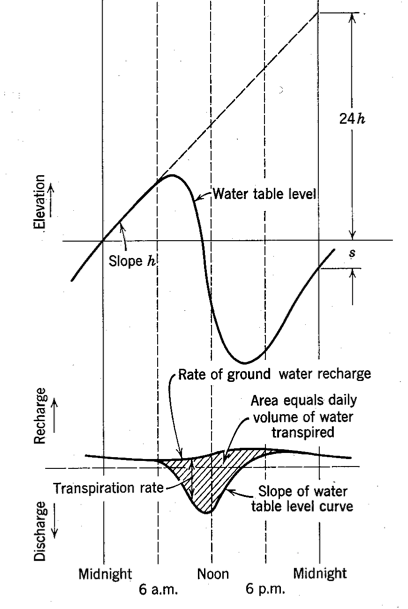 24h
Elevation
Water table level
Slope h
s
Rate of ground water recharge
Recharge
Area equals daily
volume of water
transpired
Transpiration rate
Slope of water
table level curve
Discharge
Midnight
6 a.m.
Noon
6 p.m.
Midnight